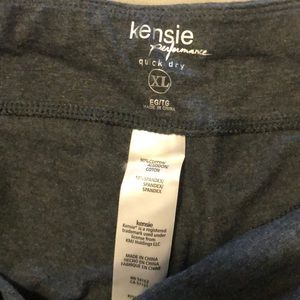 kensie
performance
quick dry
XL
EG/TG
MADE IN CHINA
COTTON
SPANDEX/
SPANDEX/
SPANDEX
kensie
Kensie® is a registered
trademark used under
license from
KMJ Holdings LLC
MADE IN CHINA
HECHO EN CHINA
FABRIQUÉ EN CHINE